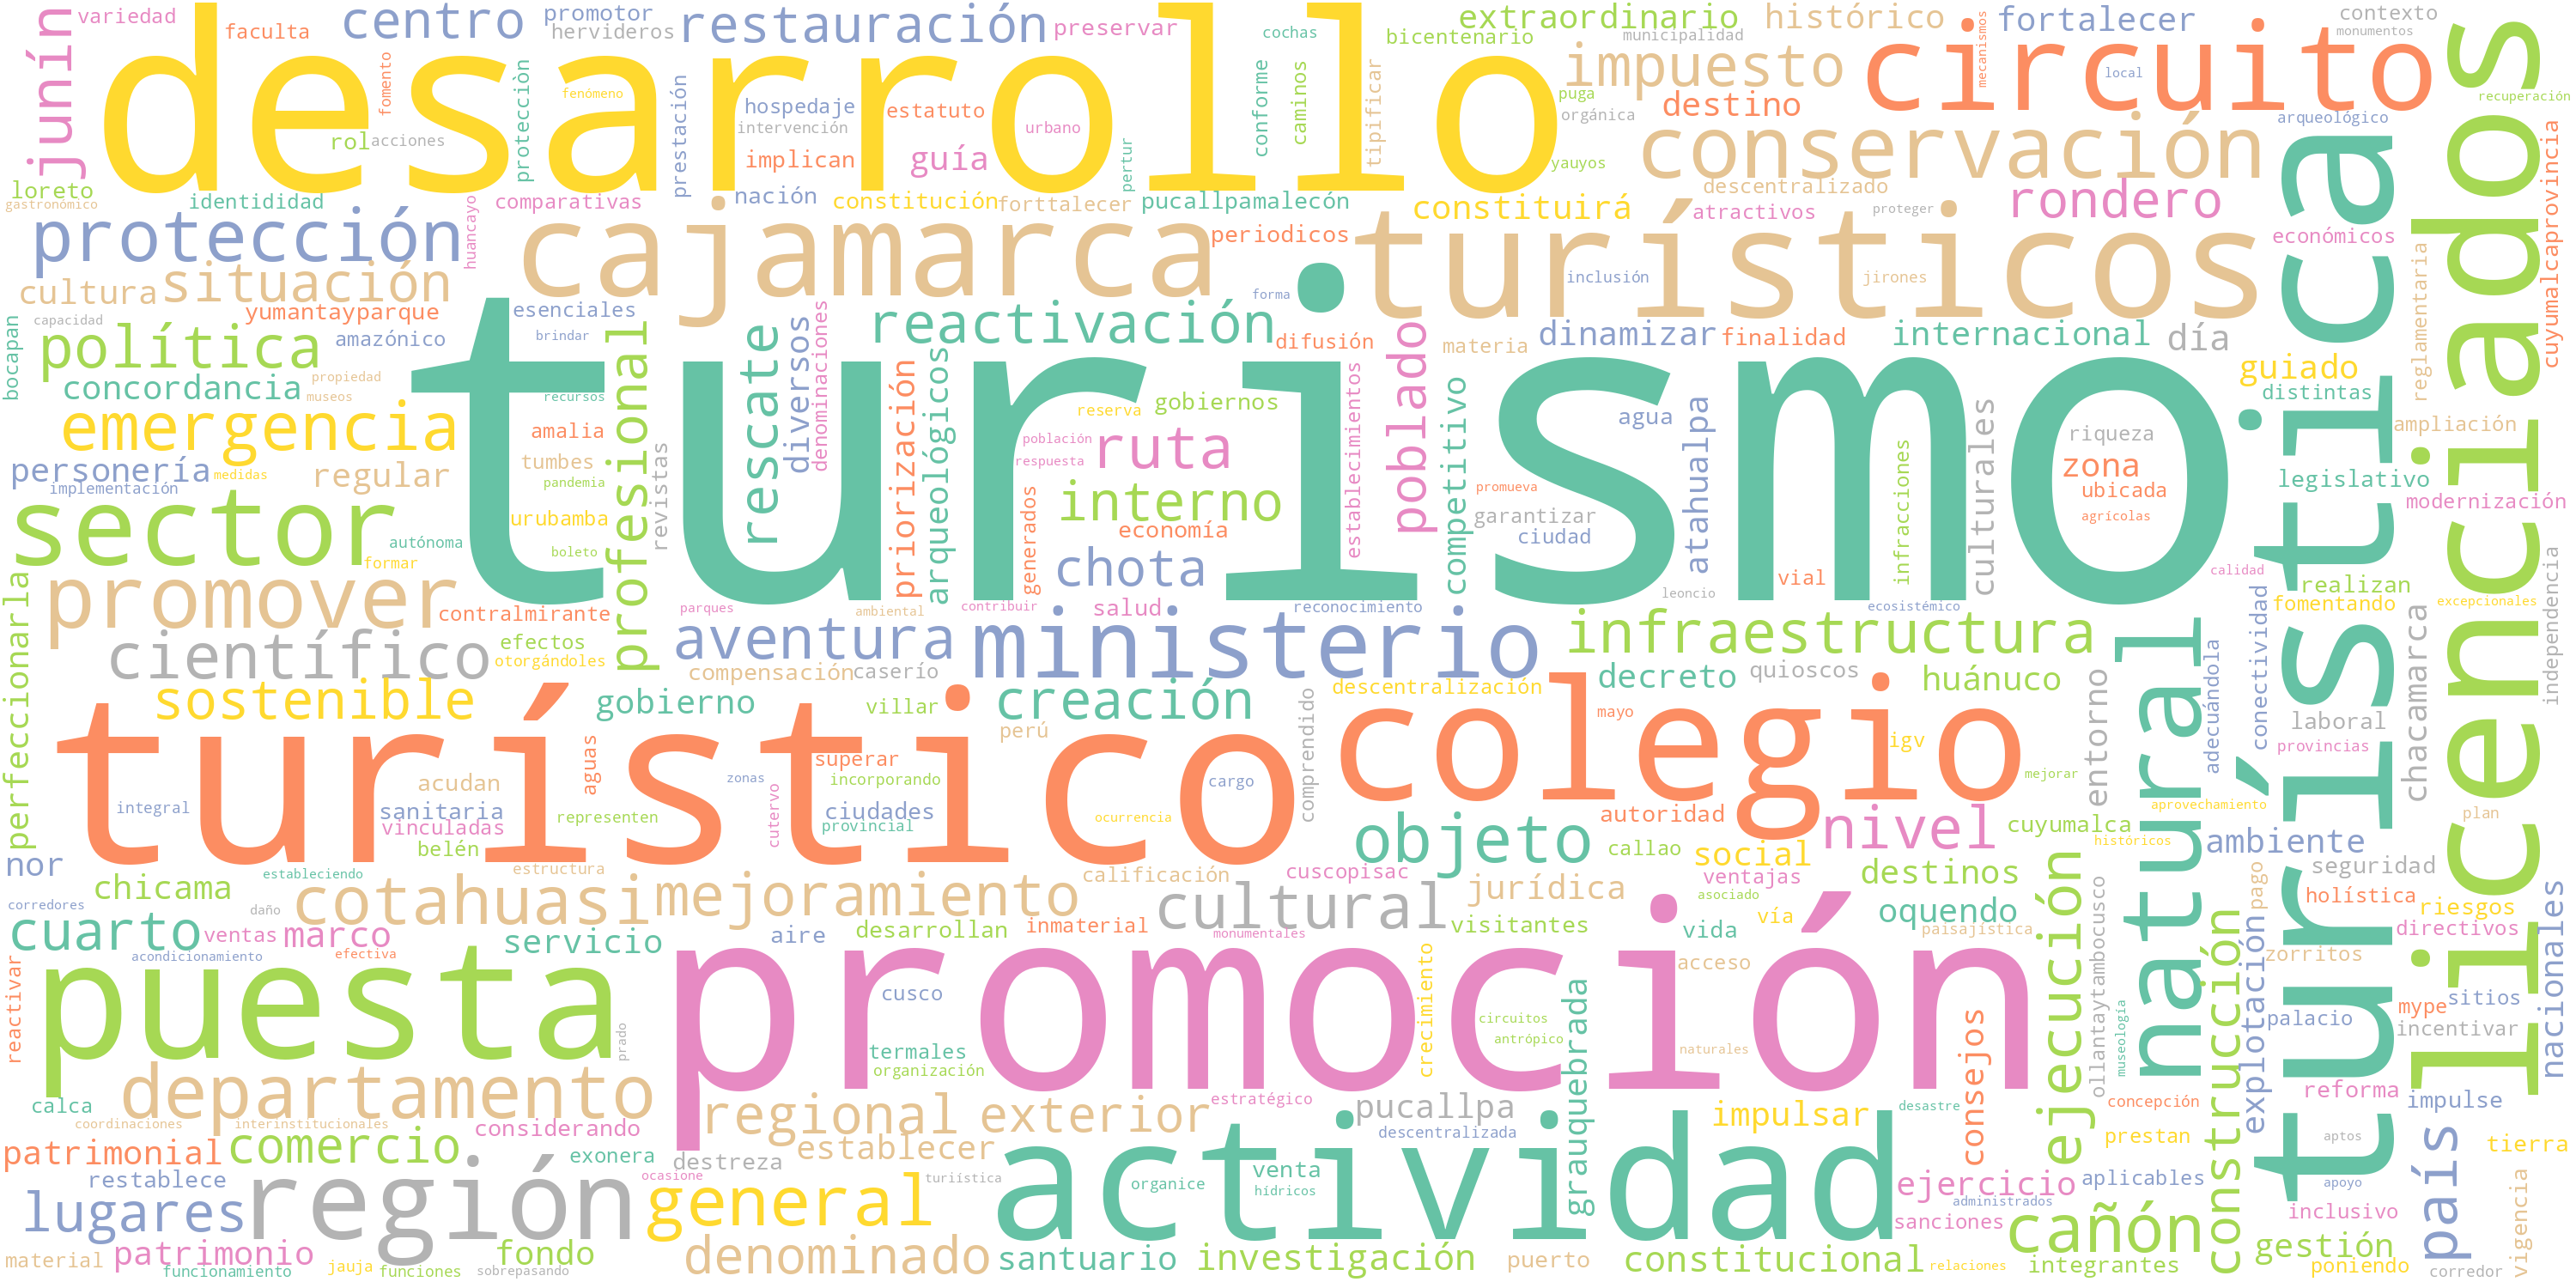 variedad
faculta
centro
promotor
hervideros
restauración
preservar
cochas
bicentenario
extraordinario
municipalidad
histórico
mecanismos
fortalecer
contexto
monumentos
junín
desarrollo
fomento
fenómeno
protección
prestación
hospedaje
intervención
estatuto
urbano
conforme
caminos
tipificar
impuesto
puga
orgánica
destino
circuito
local
recuperación
arqueológico
rol
acciones
implican
guía
pertur
yauyos
conservación
loreto
gastronómico
identididad
huancayo
comparativas
nación
constitución
forttalecer
pucallpamalecón
constituirá
descentralizado
atractivos
proteger
rondero
económicos
reglamentaria
cuyumalcaprovincia
licenciados
turística
protección
cajamarca
periodicos
turísticos
inclusión
jirones
cultura
situación
yumantayparque
esenciales
brindar
forma
capacidad
bocapan
política
amazónico
profesional
rescate
diversos
reactivación
denominaciones
difusión
poblado
materia
dinamizar
finalidad
internacional
día
guiado
distintas
ampliación
concordancia
propiedad
museos
recursos
turismo
priorización
arqueológicos
reserva
gobiernos
establecimientos
competitivo
agua
atahualpa
culturales
riqueza
zona
ubicada
agrícolas
legislativo
modernización
emergencia
amalia
población
respuesta
ruta
promueva
infracciones
personería
medidas
implementación
regular
tumbes
pandemia
revistas
interno
generados
economía
garantizar
ciudad
sector
urubamba
autónoma
boleto
formar
chota
vial
leoncio
calidad
realizan
fomentando
excepcionales
independencia
perfeccionarla
promover
contralmirante
parques
ambiental
contribuir
salud
reconocimiento
ecosistémico
conectividad
chacamarca
científico
efectos
otorgándoles
aventura
compensación
caserío
ministerio
infraestructura
natural
adecuándola
sostenible
gobierno
villar
creación
perú
descentralización
decreto
quioscos
huánuco
entorno
laboral
provincias
turístico
comprendido
mayo
colegio
igv
mejorar
acudan
aguas
superar
incorporando
zonas
cargo
integral
sanitaria
vinculadas
representen
cutervo
ciudades
provincial
ocurrencia
autoridad
nivel
cuyumalca
aprovechamiento
históricos
plan
belén
objeto
callao
social
ambiente
nor
chicama
estableciendo
estructura
cotahuasi
mejoramiento
calificación
cuscopisac
jurídica
ventajas
asociado
destinos
seguridad
holística
riesgos
directivos
nacionales
corredores
daño
cuarto
ventas
marco
servicio
aire
desarrollan
inmaterial
monumentales
cultural
visitantes
vida
vía
oquendo
paisajística
ejecución
ollantaytambocusco
construcción
explotación
pago
zorritos
acondicionamiento
efectiva
reactivar
puesta
prado
promoción
cusco
crecimiento
circuitos
antrópico
acceso
naturales
grauquebrada
consejos
museología
palacio
mype
sitios
incentivar
departamento
termales
organización
calca
coordinaciones
interinstitucionales
regional
exterior
estratégico
pucallpa
descentralizada
impulsar
desastre
concepción
reforma
impulse
patrimonial
comercio
considerando
exonera
destreza
establecer
actividad
prestan
aptos
país
tierra
restablece
ocasione
turiística
organice
venta
hídricos
ejercicio
administrados
aplicables
apoyo
lugares
región
general
sanciones
cañón
inclusivo
vigencia
material
patrimonio
funcionamiento
jauja
funciones
fondo
sobrepasando
denominado
santuario
investigación
puerto
constitucional
relaciones
integrantes
gestión
poniendo
corredor